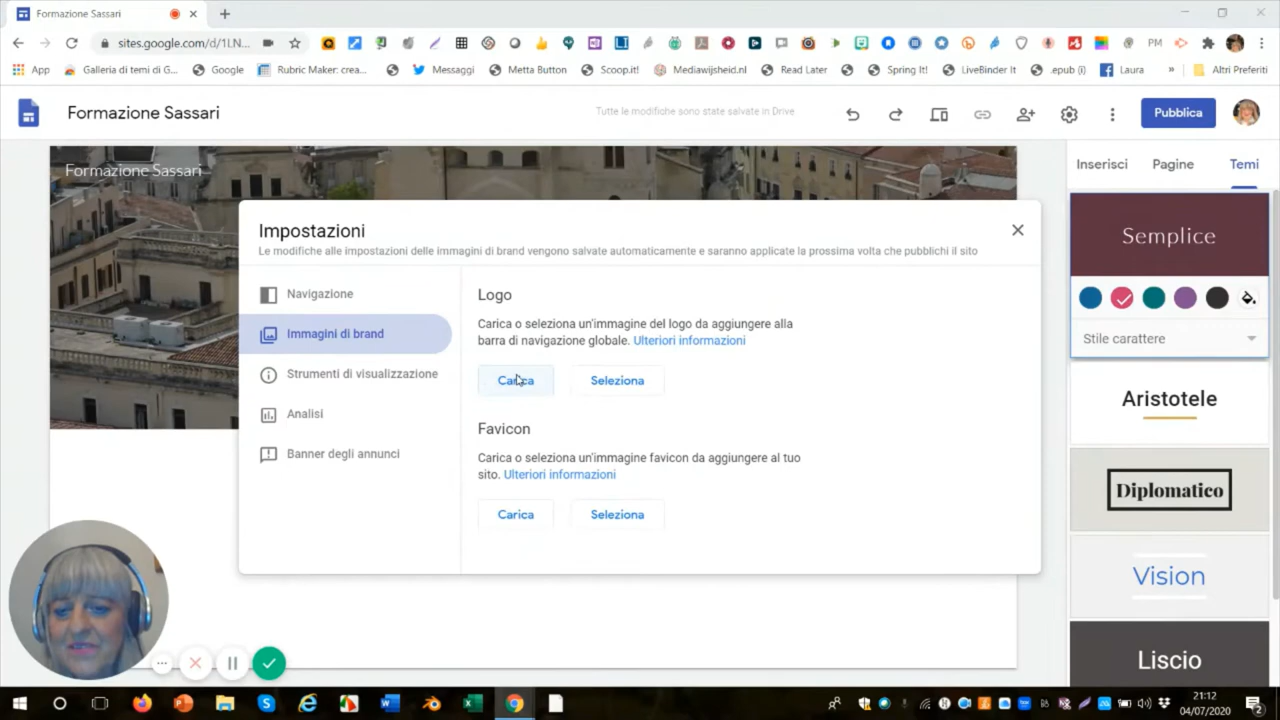 Formazione Sassari
sites.google.com/d/1LN...
PM
App
Galleria di temi di G...
Google
Rubric Maker: crea...
Messaggi
Metta Button
Scoop.it!
Mediawijsheid.nl
Read Later
Spring It!
LiveBinder It
.epub (i)
Laura
»
Altri Preferiti
Formazione Sassari
Tutte le modifiche sono state salvate in Drive
Pubblica
Formazione Sassari
Inserisci
Pagine
Temi
Impostazioni
Le modifiche alle impostazioni delle immagini di brand vengono salvate automaticamente e saranno applicate la prossima volta che pubblichi il sito
Navigazione
Immagini di brand
Strumenti di visualizzazione
Analisi
Banner degli annunci
Logo
Carica o seleziona un'immagine del logo da aggiungere alla
barra di navigazione globale. Ulteriori informazioni
Carica
Seleziona
Favicon
Carica o seleziona un'immagine favicon da aggiungere al tuo
sito. Ulteriori informazioni
Carica
Seleziona
Semplice
Stile carattere
Aristotele
Diplomatico
Vision
Liscio
21:12
04/07/2020